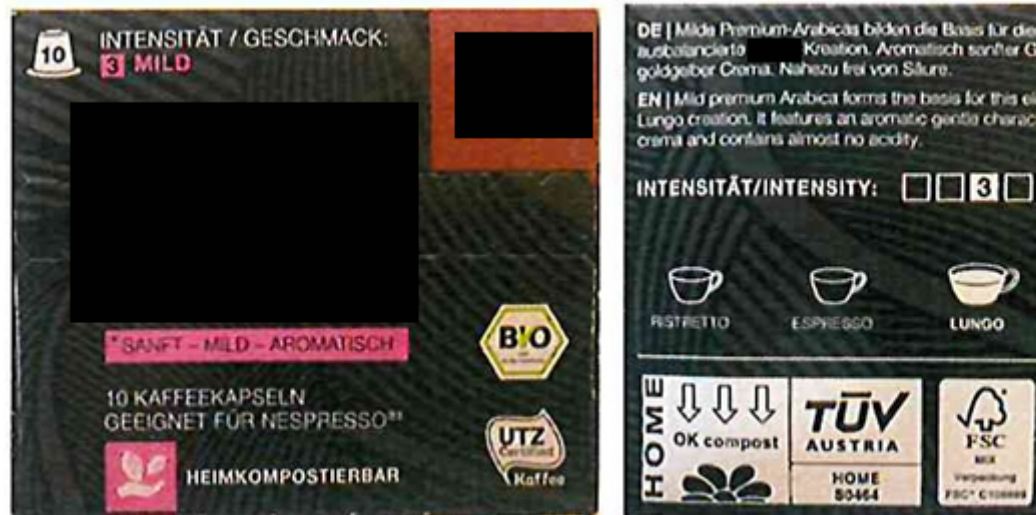 10
INTENSITÄT / GESCHMACK:
3 MILD
*SANFT – MILD – AROMATISCH
BIO
10 KAFFEEKAPSELN
GEEIGNET FÜR NESPRESSO
UTZ
Certified
Kaffee
HEIMKOMPOSTIERBAR
DE | Milde Premium-Arabicas bilden die Basis für
ausbalancierte Kreation. Aromatisch sanfter
goldgelber Crema. Nahezu frei von Säure.
EN | Mild premium Arabica forms the basis for this
Lungo creation. It features an aromatic gentle
crema and contains almost no acidity.
INTENSITÄT/INTENSITY: 3
RISTRETTO
ESPRESSO
LUNGO
HOME
OK compost
TÜV
AUSTRIA
HOME
S0464
FSC
MIX
Verpackung